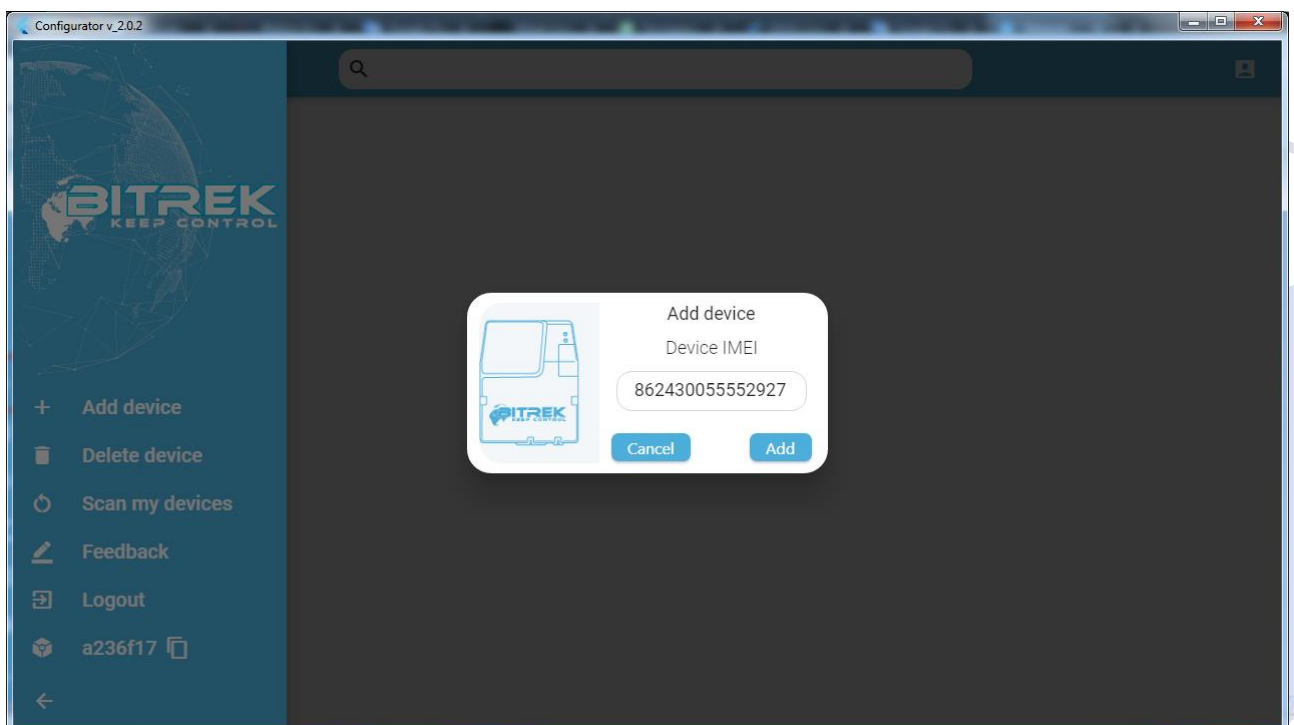 Configurator v_2.0.2
BITREK
KEEP CONTROL
Add device
Delete device
Scan my devices
Feedback
Logout
a236f17
Add device
Device IMEI
862430055552927
BITREK
KEEP CONTROL
Cancel
Add